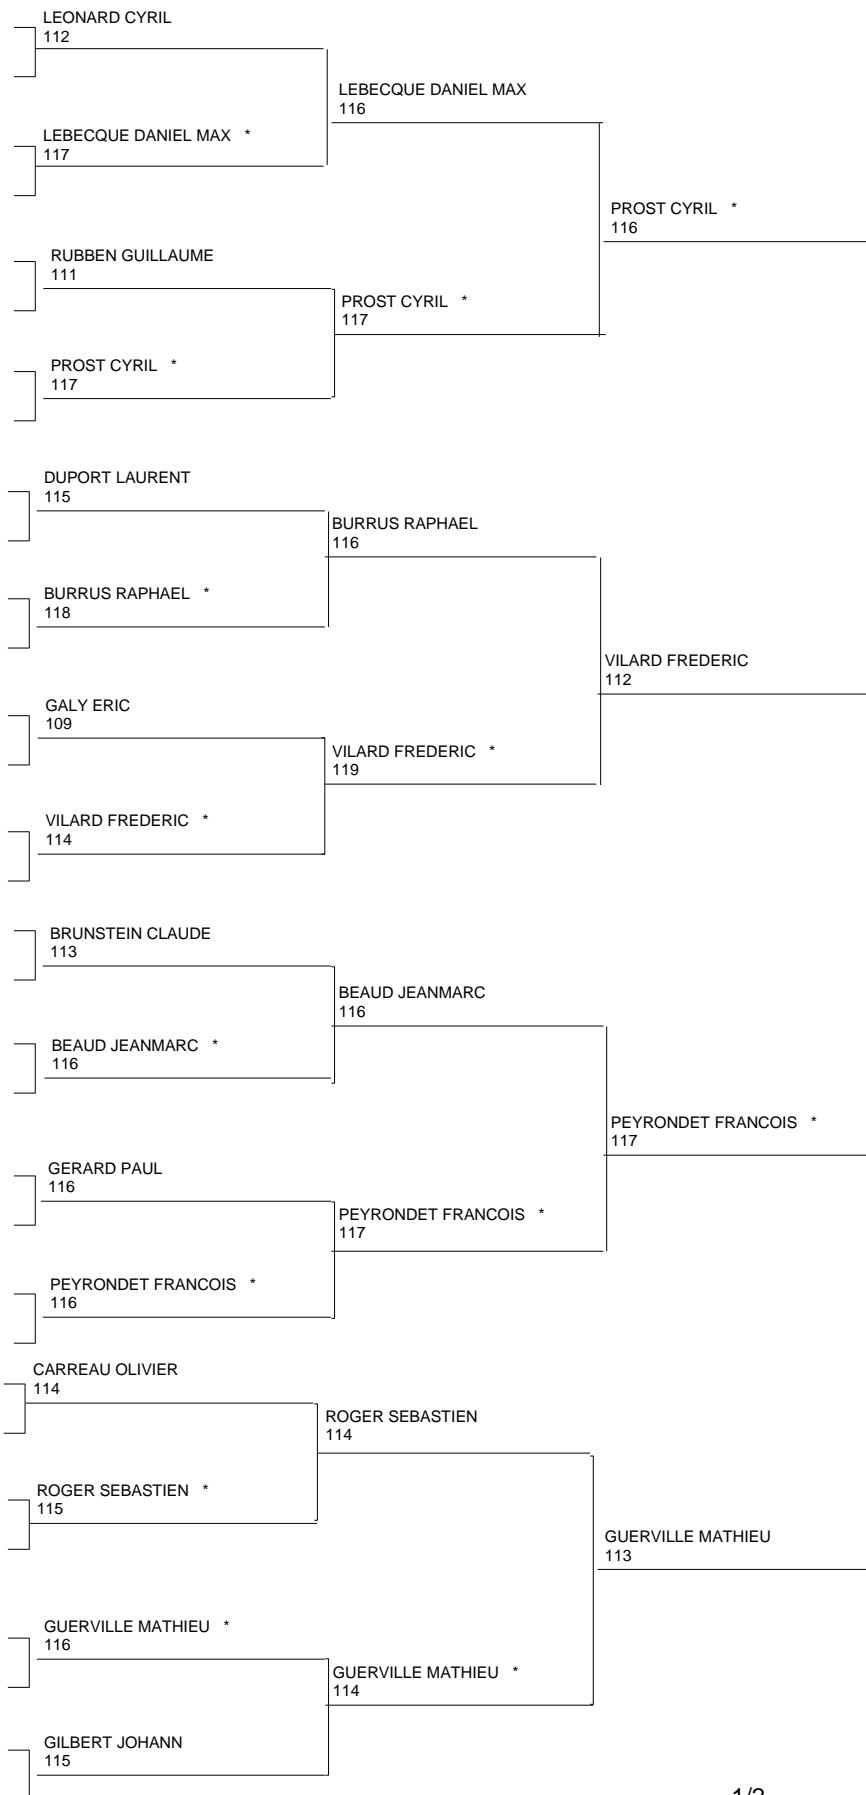 LEONARD CYRIL
112
LEBECQUE DANIEL MAX
116
LEBECQUE DANIEL MAX *
117
PROST CYRIL *
116
RUBBEN GUILLAUME
111
PROST CYRIL *
117
PROST CYRIL *
117
DUPORT LAURENT
115
BURRUS RAPHAEL
116
BURRUS RAPHAEL *
118
VILARD FREDERIC
112
GALY ERIC
109
VILARD FREDERIC *
119
VILARD FREDERIC *
114
BRUNSTEIN CLAUDE
113
BEAUD JEANMARC
116
BEAUD JEANMARC *
116
PEYRONDET FRANCOIS *
117
GERARD PAUL
116
PEYRONDET FRANCOIS *
117
PEYRONDET FRANCOIS *
116
CARREAU OLIVIER
114
ROGER SEBASTIEN
114
ROGER SEBASTIEN *
115
GUERVILLE MATHIEU
113
GUERVILLE MATHIEU *
116
GUERVILLE MATHIEU *
114
GILBERT JOHANN
115